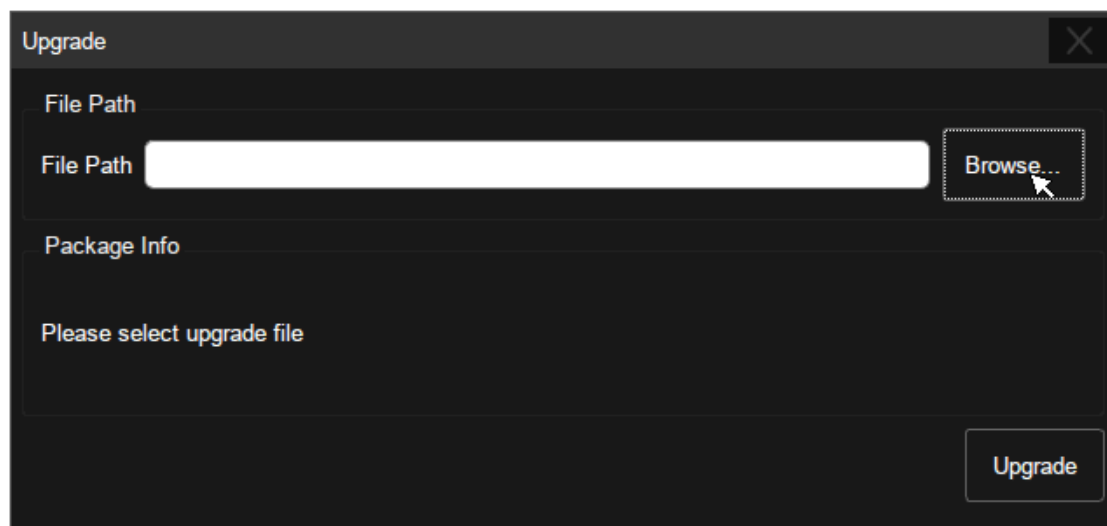 Upgrade
File Path
File Path
Browse...
Package Info
Please select upgrade file
Upgrade